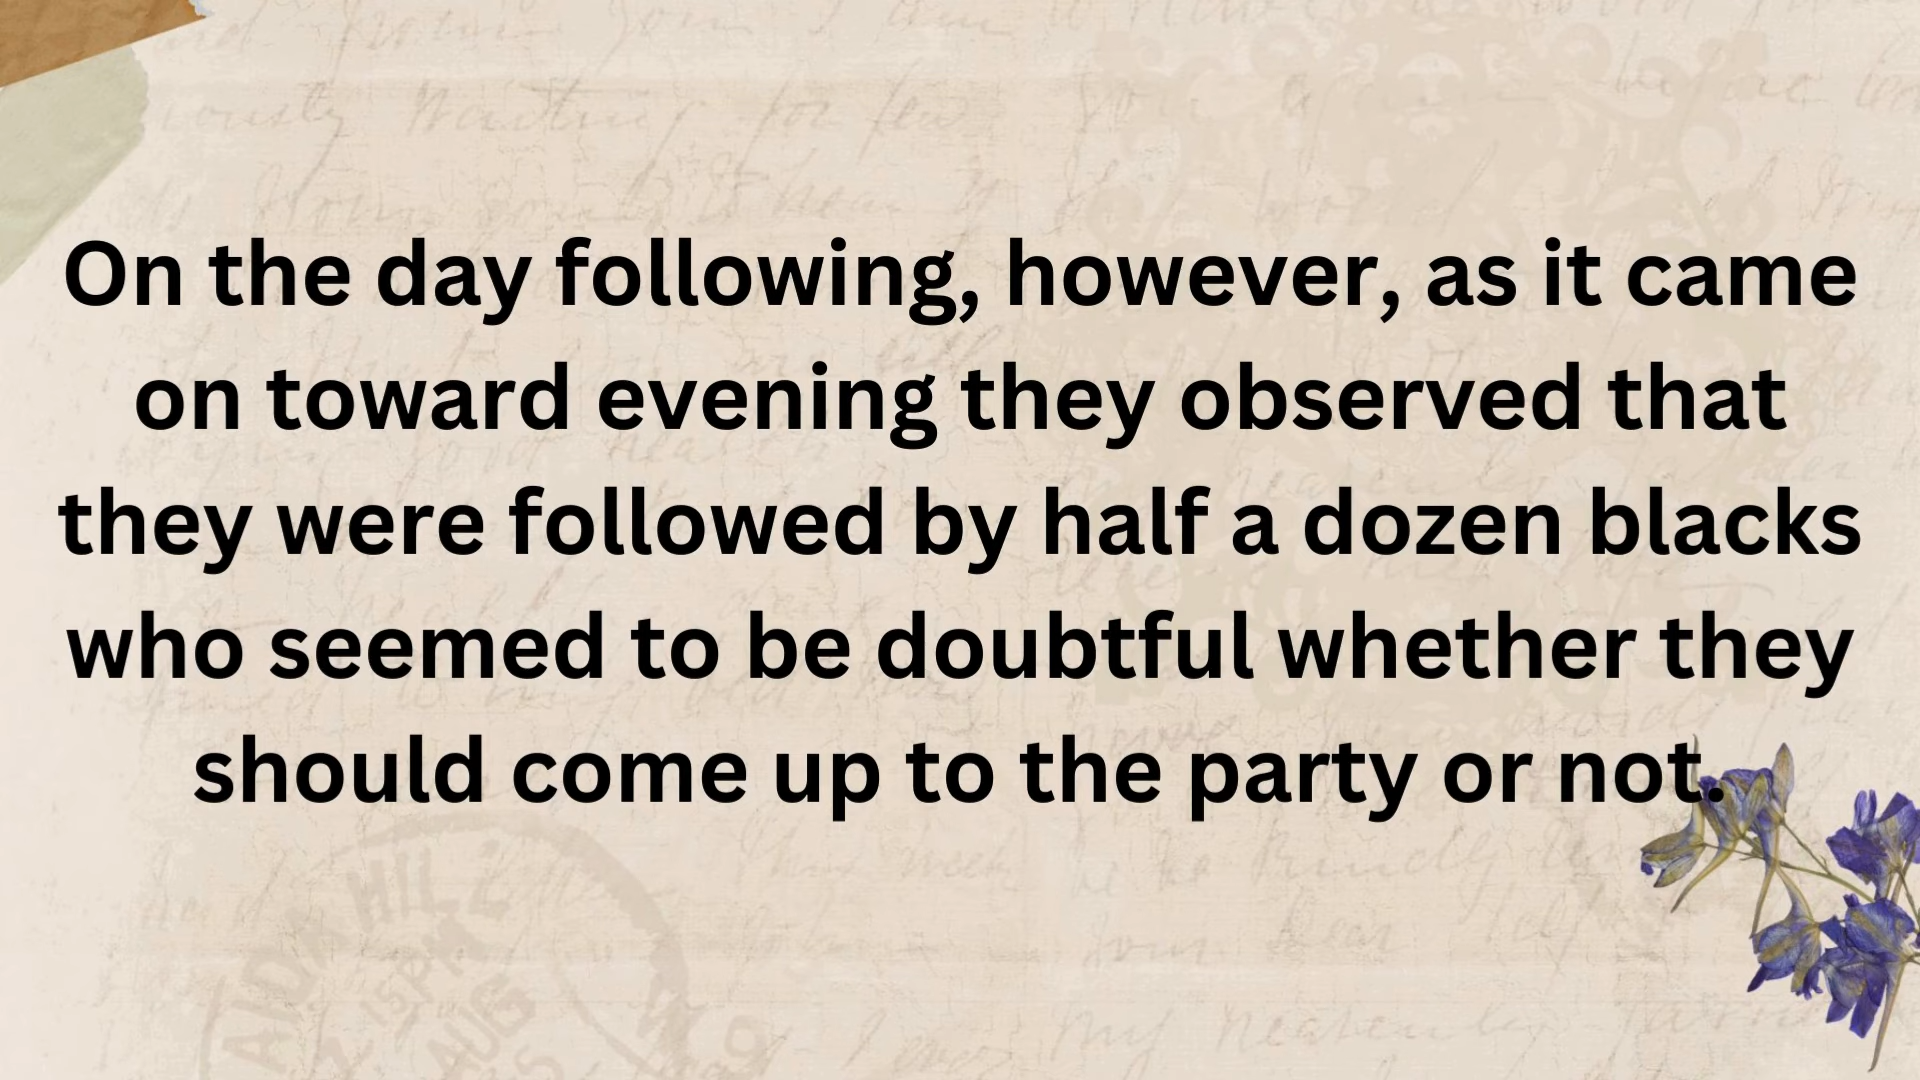 On the day following, however, as it came
on toward evening they observed that
they were followed by half a dozen blacks
who seemed to be doubtful whether they
should come up to the party or not.